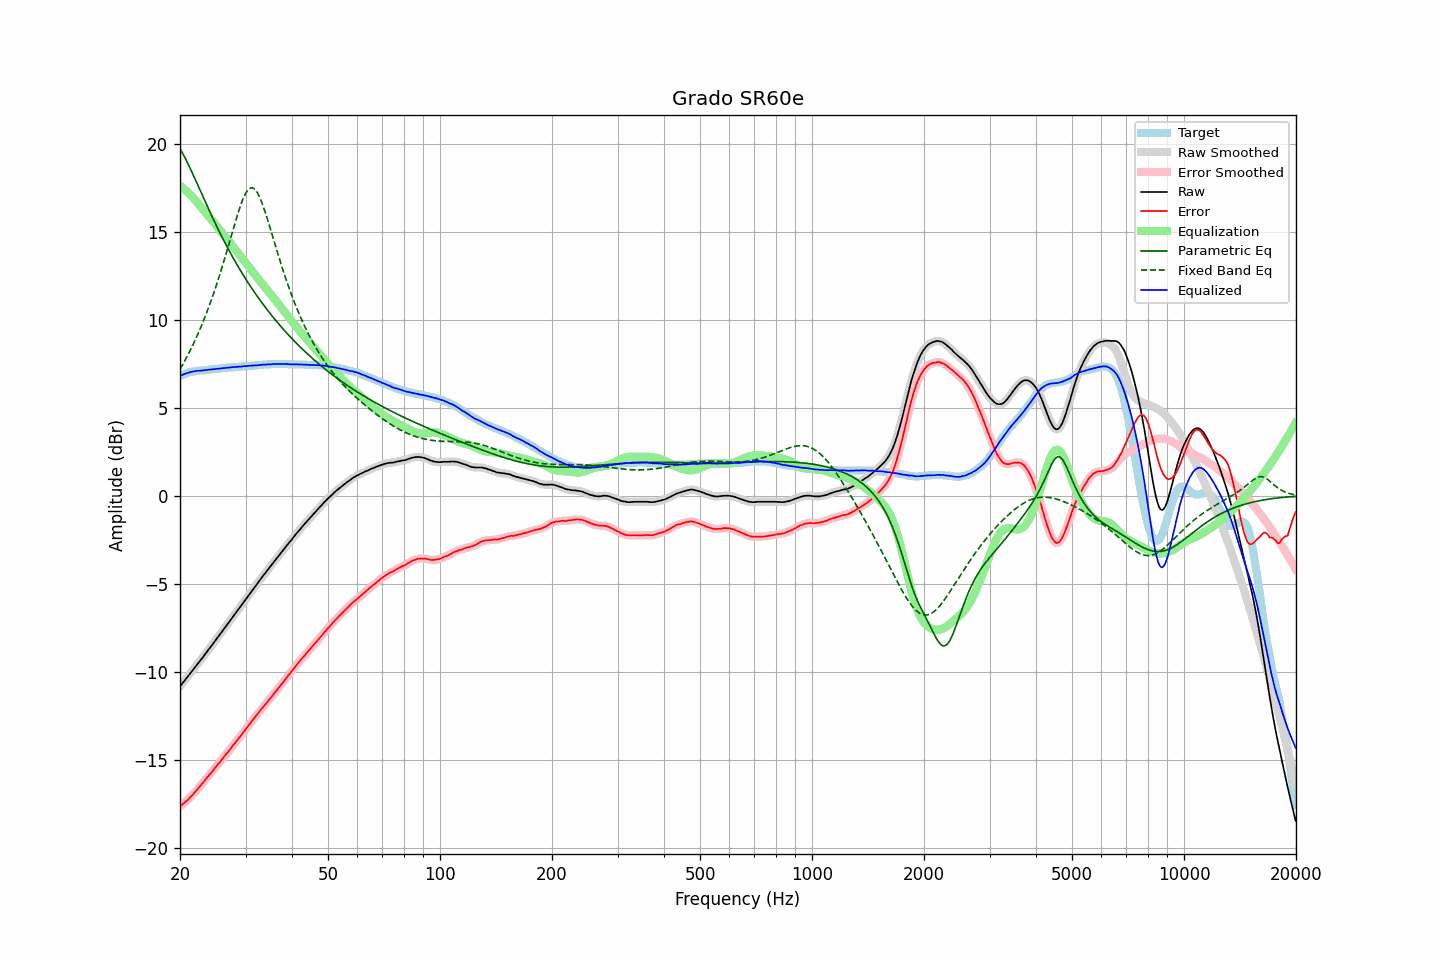 Grado SR60e
Amplitude (dBr)
20
15
10
5
0
−5
−10
−15
−20
Target
Raw Smoothed
Error Smoothed
Raw
Error
Equalization
Parametric Eq
Fixed Band Eq
Equalized
20 50 100 200 500 1000 2000 5000 10000 20000
Frequency (Hz)